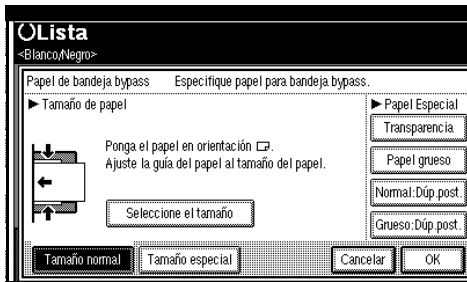 Lista
<Blanco/Negro>
Papel de bandeja bypass Especifique papel para bandeja bypass.
► Tamaño de papel
► Papel Especial
Ponga el papel en orientación
Ajuste la guía del papel al tamaño del papel.
Seleccione el tamaño
Transparencia
Papel grueso
Normal:Dúp.post.
Grueso:Dúp.post.
Tamaño normal
Tamaño especial
Cancelar
OK